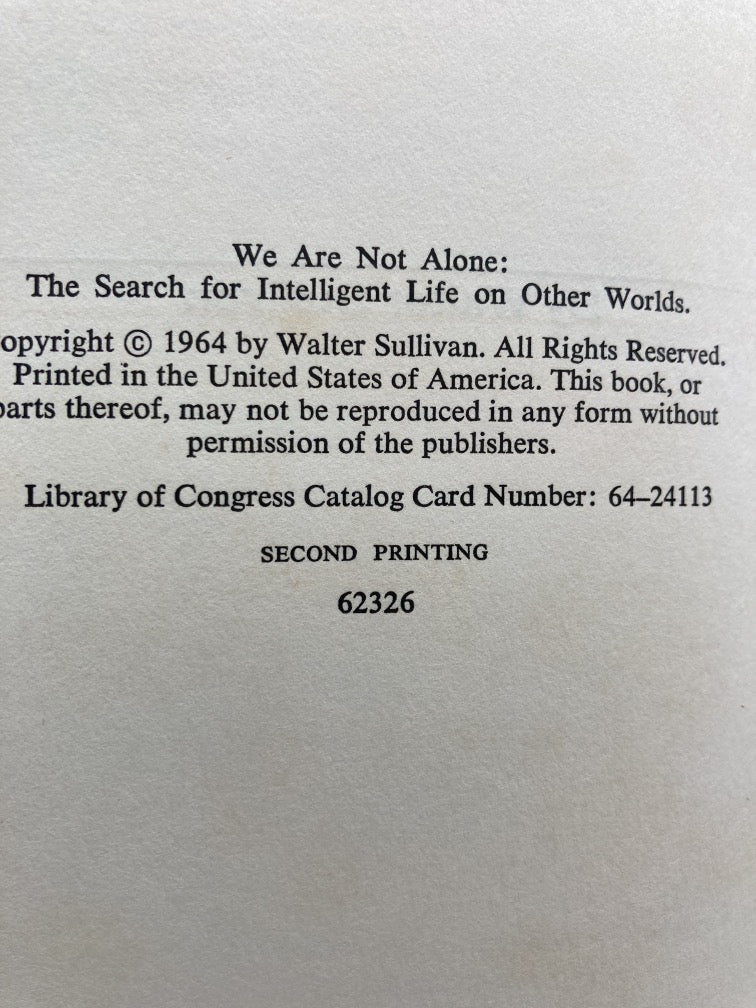 We Are Not Alone:
The Search for Intelligent Life on Other Worlds.
opyright © 1964 by Walter Sullivan. All Rights Reserved.
Printed in the United States of America. This book, or
parts thereof, may not be reproduced in any form without
permission of the publishers.
Library of Congress Catalog Card Number: 64–24113
SECOND PRINTING
62326